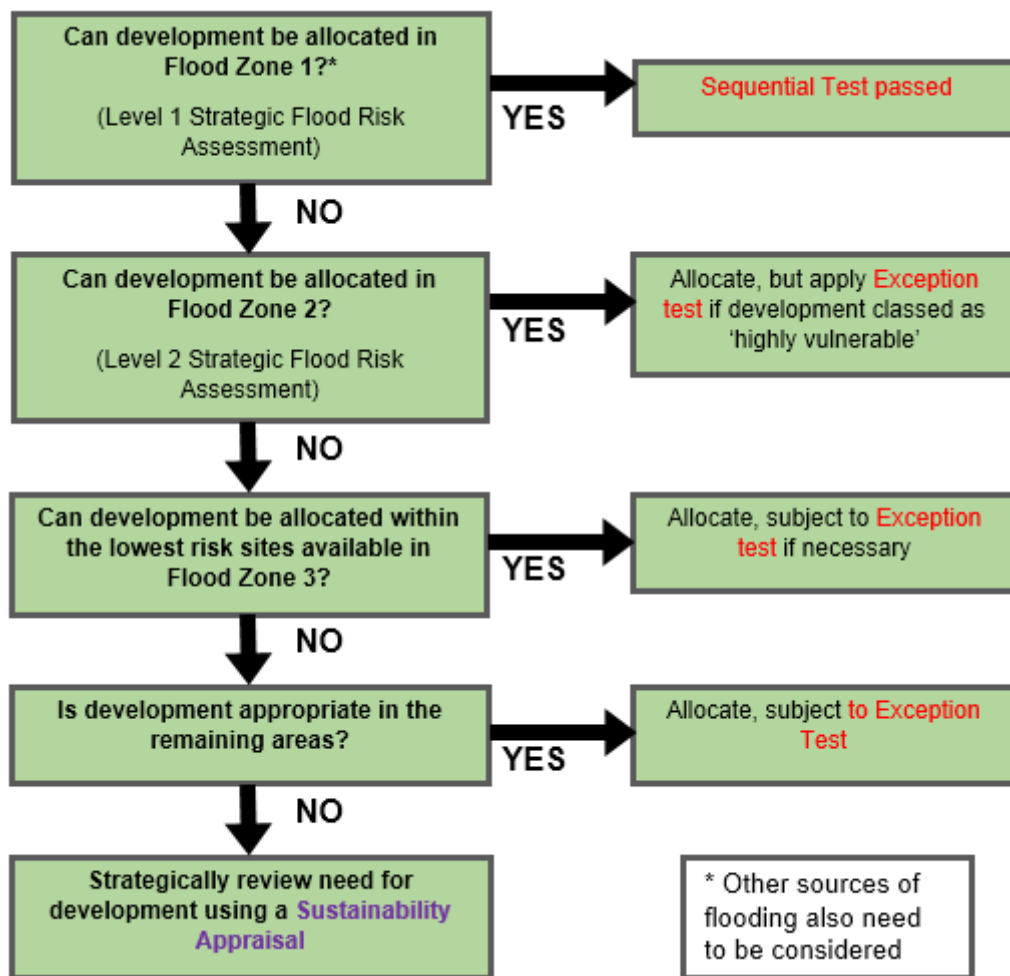 Can development be allocated in
Flood Zone 1?*
(Level 1 Strategic Flood Risk
Assessment)
YES
Sequential Test passed
NO
Can development be allocated in
Flood Zone 2?
(Level 2 Strategic Flood Risk
Assessment)
YES
Allocate, but apply Exception
test if development classed as
‘highly vulnerable’
NO
Can development be allocated within
the lowest risk sites available in
Flood Zone 3?
YES
Allocate, subject to Exception
test if necessary
NO
Is development appropriate in the
remaining areas?
YES
Allocate, subject to Exception
Test
NO
Strategically review need for
development using a Sustainability
Appraisal
* Other sources of
flooding also need
to be considered